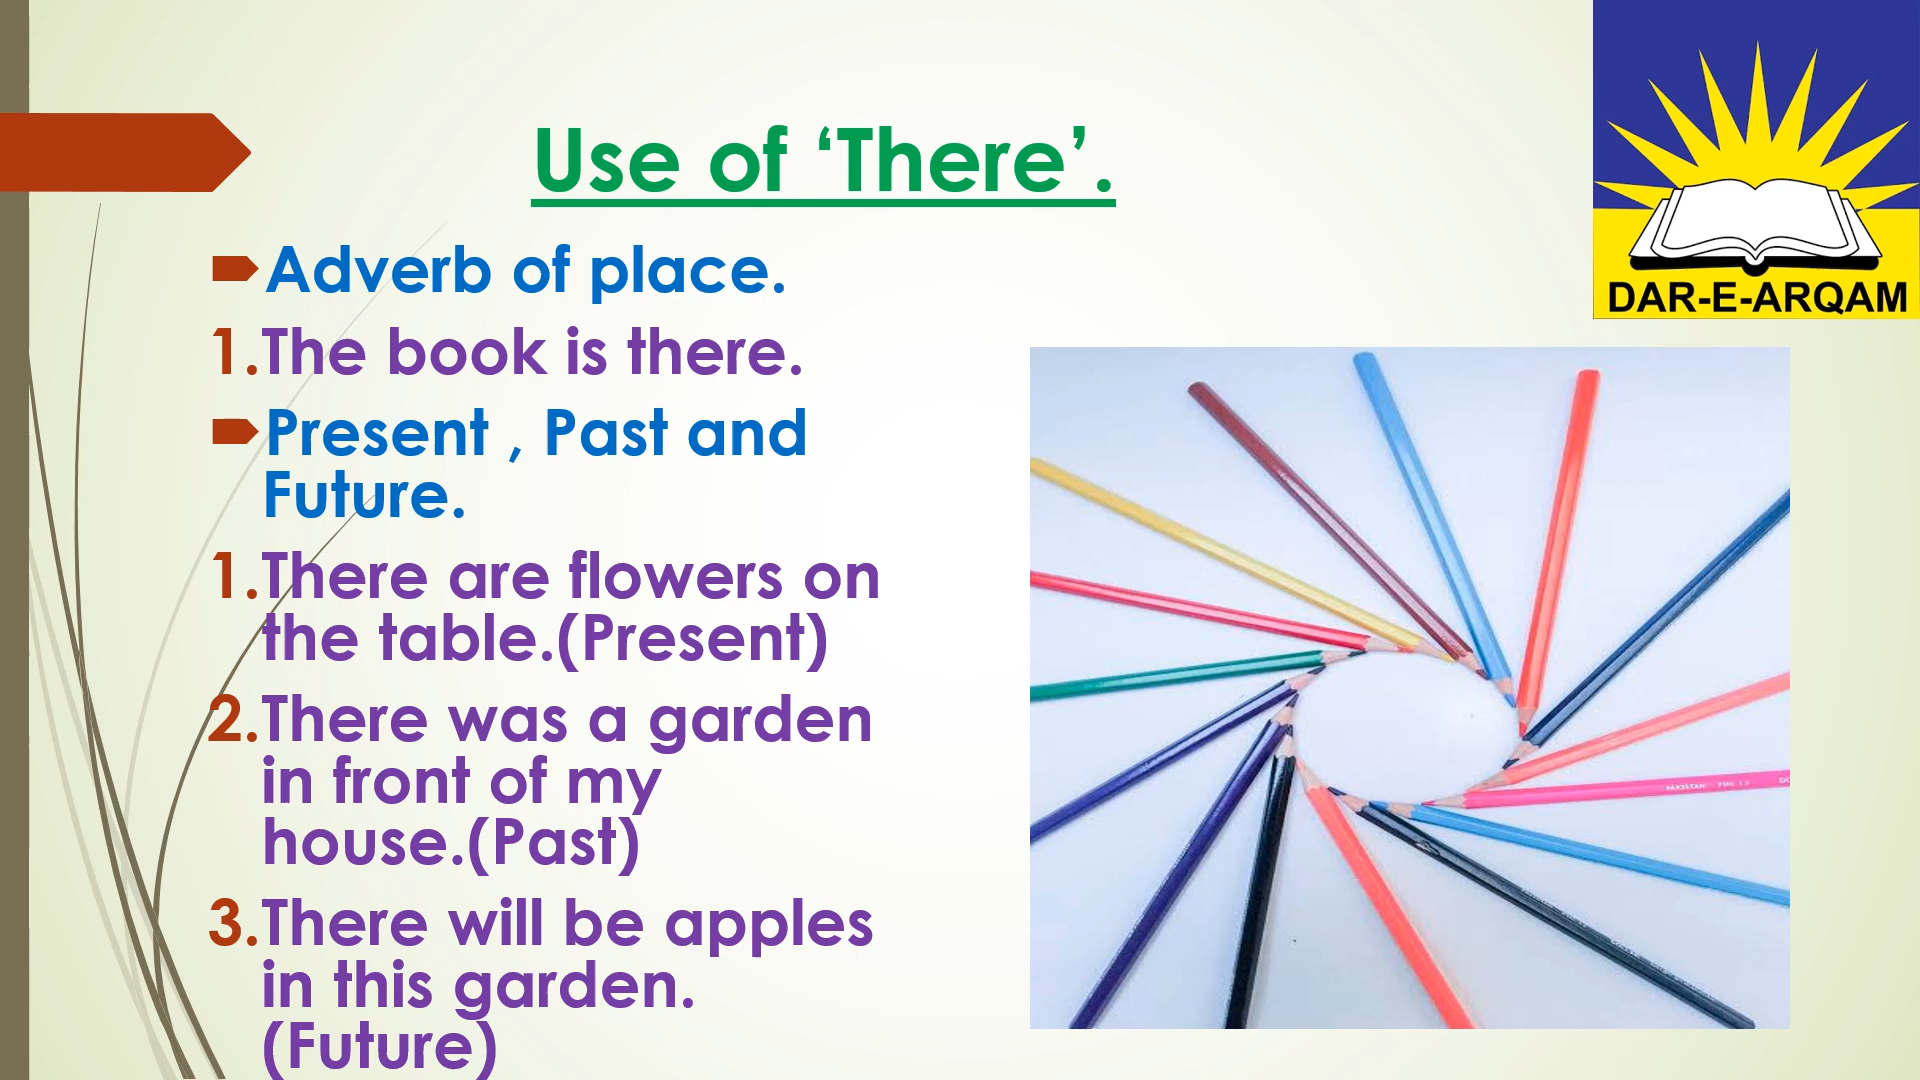 Use of ‘There’.
DAR-E-ARQAM
Adverb of place.
1.The book is there.
Present , Past and
Future.
1.There are flowers on
the table.(Present)
2.There was a garden
in front of my
house.(Past)
3.There will be apples
in this garden.
(Future)
PAKISTAN